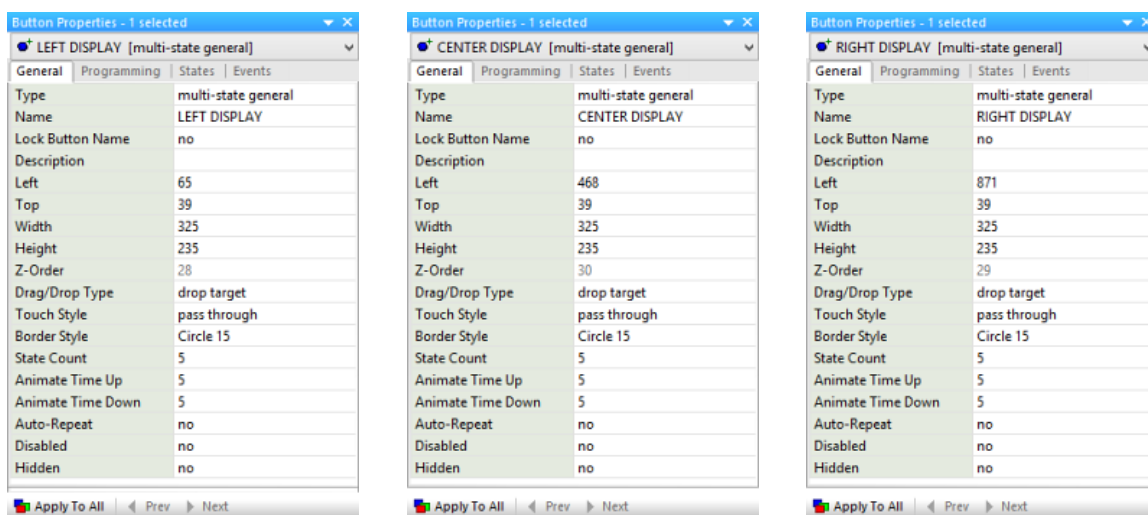 Button Properties - 1 selected
LEFT DISPLAY [multi-state general]
General Programming States Events
Type multi-state general
Name LEFT DISPLAY
Lock Button Name no
Description
Left 65
Top 39
Width 325
Height 235
Z-Order 28
Drag/Drop Type drop target
Touch Style pass through
Border Style Circle 15
State Count 5
Animate Time Up 5
Animate Time Down 5
Auto-Repeat no
Disabled no
Hidden no
Apply To All Prev Next
Button Properties - 1 selected
CENTER DISPLAY [multi-state general]
General Programming States Events
Type multi-state general
Name CENTER DISPLAY
Lock Button Name no
Description
Left 468
Top 39
Width 325
Height 235
Z-Order 30
Drag/Drop Type drop target
Touch Style pass through
Border Style Circle 15
State Count 5
Animate Time Up 5
Animate Time Down 5
Auto-Repeat no
Disabled no
Hidden no
Apply To All Prev Next
Button Properties - 1 selected
RIGHT DISPLAY [multi-state general]
General Programming States Events
Type multi-state general
Name RIGHT DISPLAY
Lock Button Name no
Description
Left 871
Top 39
Width 325
Height 235
Z-Order 29
Drag/Drop Type drop target
Touch Style pass through
Border Style Circle 15
State Count 5
Animate Time Up 5
Animate Time Down 5
Auto-Repeat no
Disabled no
Hidden no
Apply To All Prev Next